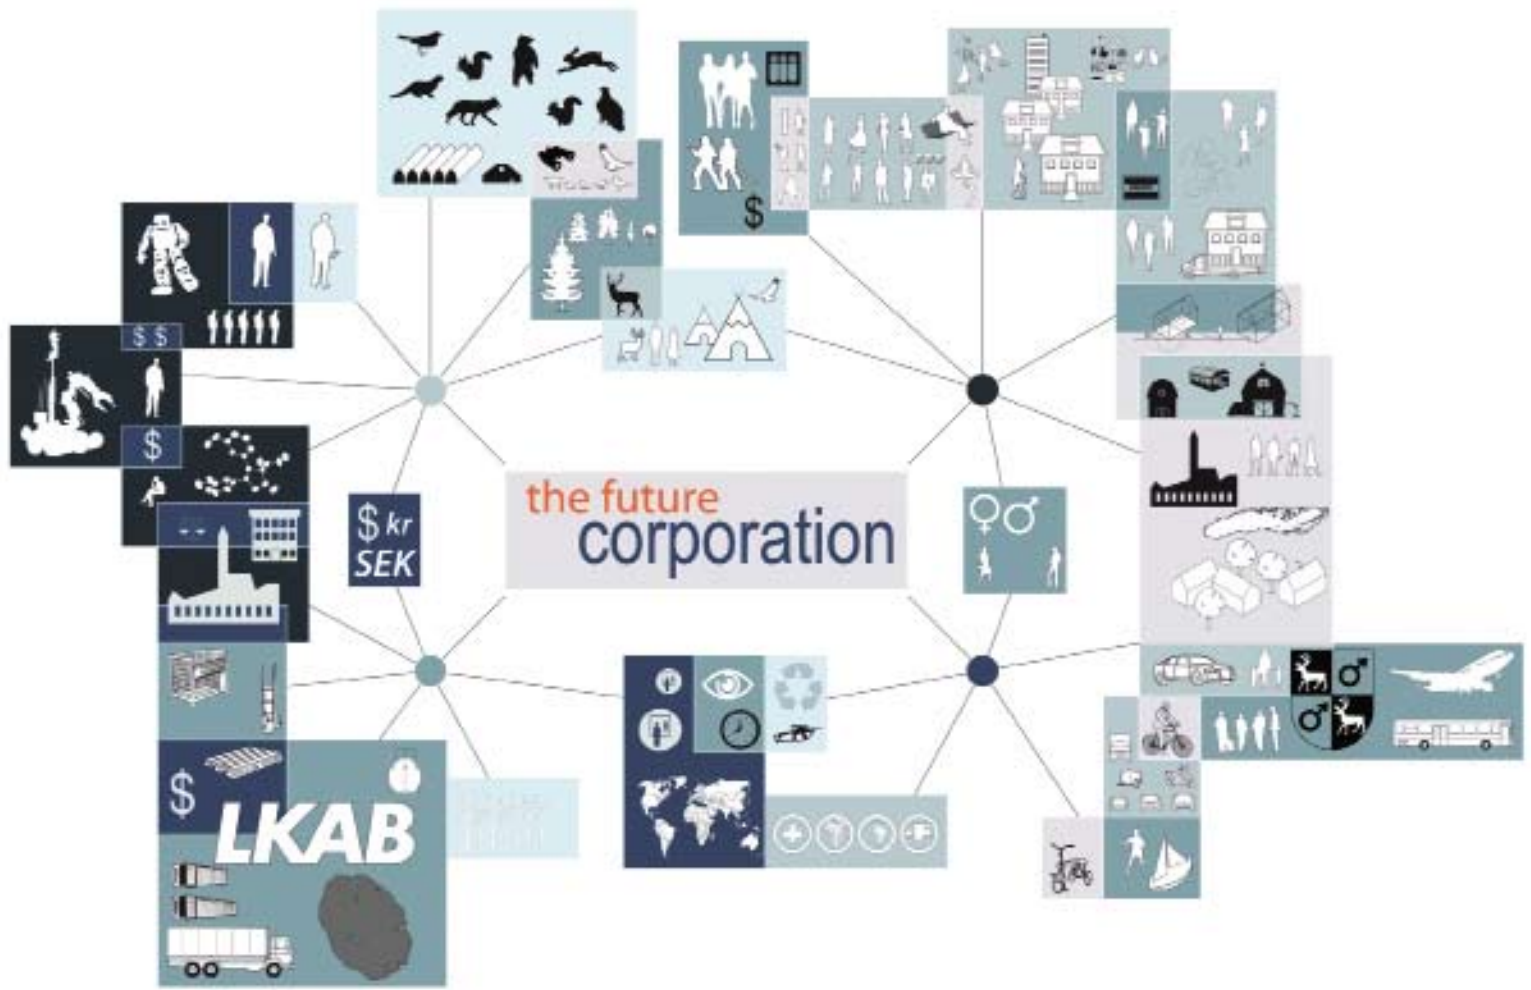 $
$ $
$
the future
corporation
$ kr
SEK
$
LKAB